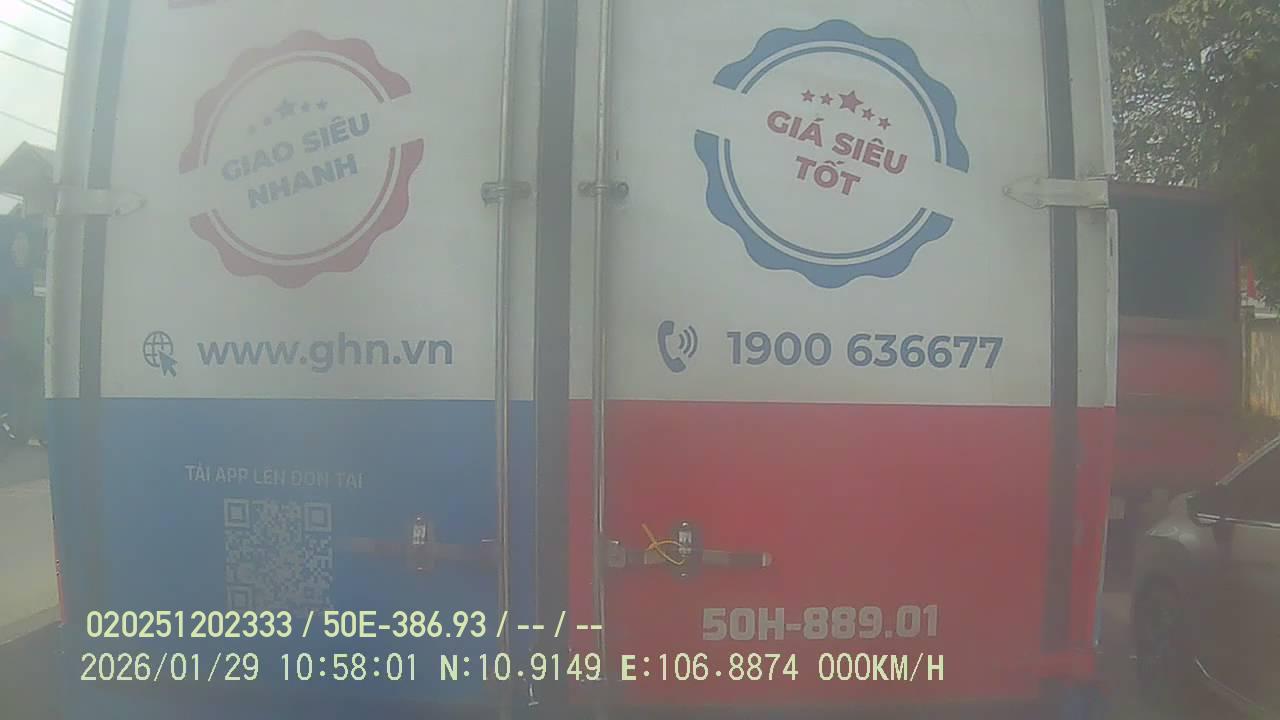 GIAO SIÊU
NHANH
GIÁ SIÊU
TỐT
www.ghn.vn
1900 636677
TẢI APP LÊN ĐƠN TẠI
50H-889.01
020251202333 / 50E-386.93 / -- / --
2026/01/29 10:58:01 N:10.9149 E:106.8874 000KM/H